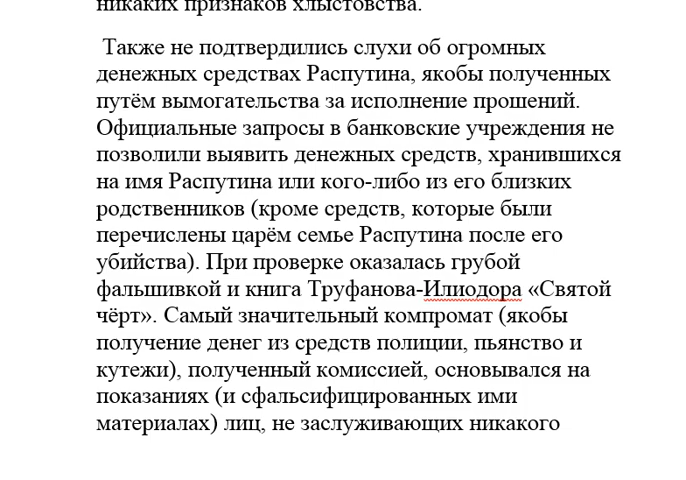 никаких признаков хлыстовства.
Также не подтвердились слухи об огромных
денежных средствах Распутина, якобы полученных
путём вымогательства за исполнение прошений.
Официальные запросы в банковские учреждения не
позволили выявить денежных средств, хранившихся
на имя Распутина или кого-либо из его близких
родственников (кроме средств, которые были
перечислены царём семье Распутина после его
убийства). При проверке оказалась грубой
фальшивкой и книга Труфанова-Илиодора «Святой
чёрт». Самый значительный компромат (якобы
получение денег из средств полиции, пьянство и
кутежи), полученный комиссией, основывался на
показаниях (и сфальсифицированных ими
материалах) лиц, не заслуживающих никакого